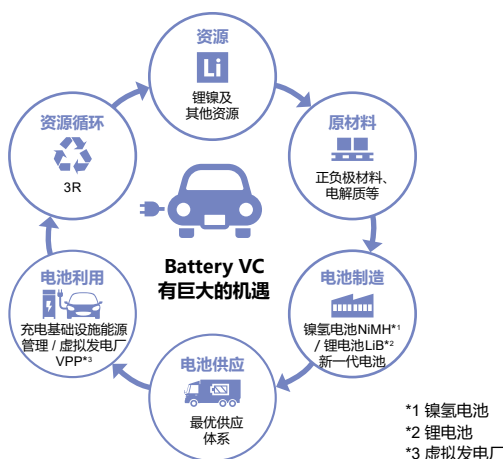 资源
Li
锂镍及
其他资源
原材料
正负极材料、
电解质等
电池制造
镍氢电池NiMH*1
/ 锂电池LiB*2
新一代电池
电池供应
最优供应
体系
电池利用
充电基础设施能源
管理 / 虚拟发电厂
VPP*3
资源循环
3R
Battery VC
有巨大的机遇
*1 镍氢电池
*2 锂电池
*3 虚拟发电厂